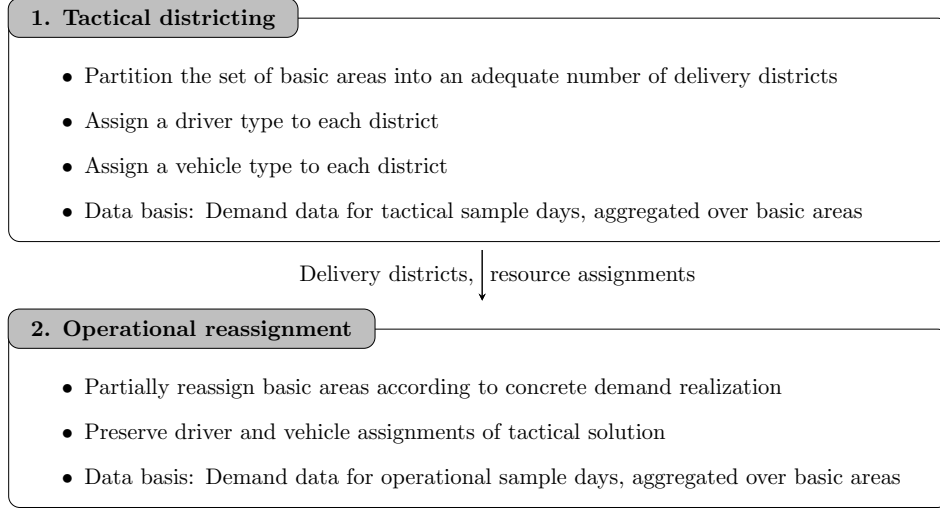 1. Tactical districting
• Partition the set of basic areas into an adequate number of delivery districts
• Assign a driver type to each district
• Assign a vehicle type to each district
• Data basis: Demand data for tactical sample days, aggregated over basic areas
Delivery districts, resource assignments
2. Operational reassignment
• Partially reassign basic areas according to concrete demand realization
• Preserve driver and vehicle assignments of tactical solution
• Data basis: Demand data for operational sample days, aggregated over basic areas